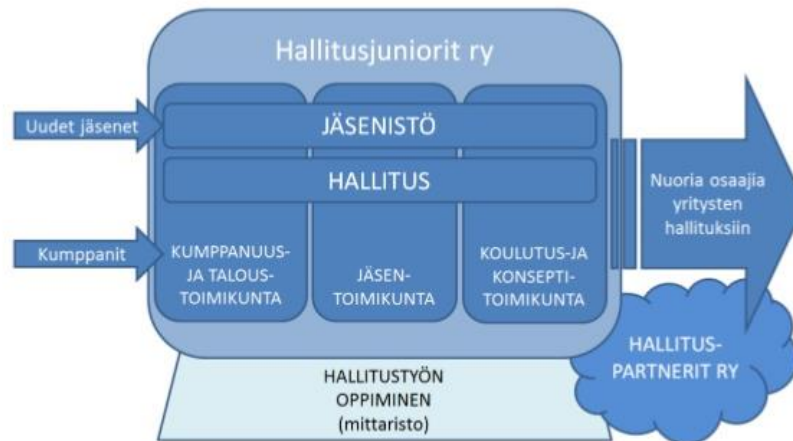 Hallitusjuniorit ry
Uudet jäsenet
JÄSENISTÖ
HALLITUS
Nuoria osaajia
yritysten
hallituksiin
Kumppanit
KUMPPANUUS-
JA TALOUS-
TOIMIKUNTA
JÄSEN-
TOIMIKUNTA
KOULUTUS-JA
KONSEPTI-
TOIMIKUNTA
HALLITUS-
PARTNERIT RY
HALLITUSTYÖN
OPPIMINEN
(mittaristo)